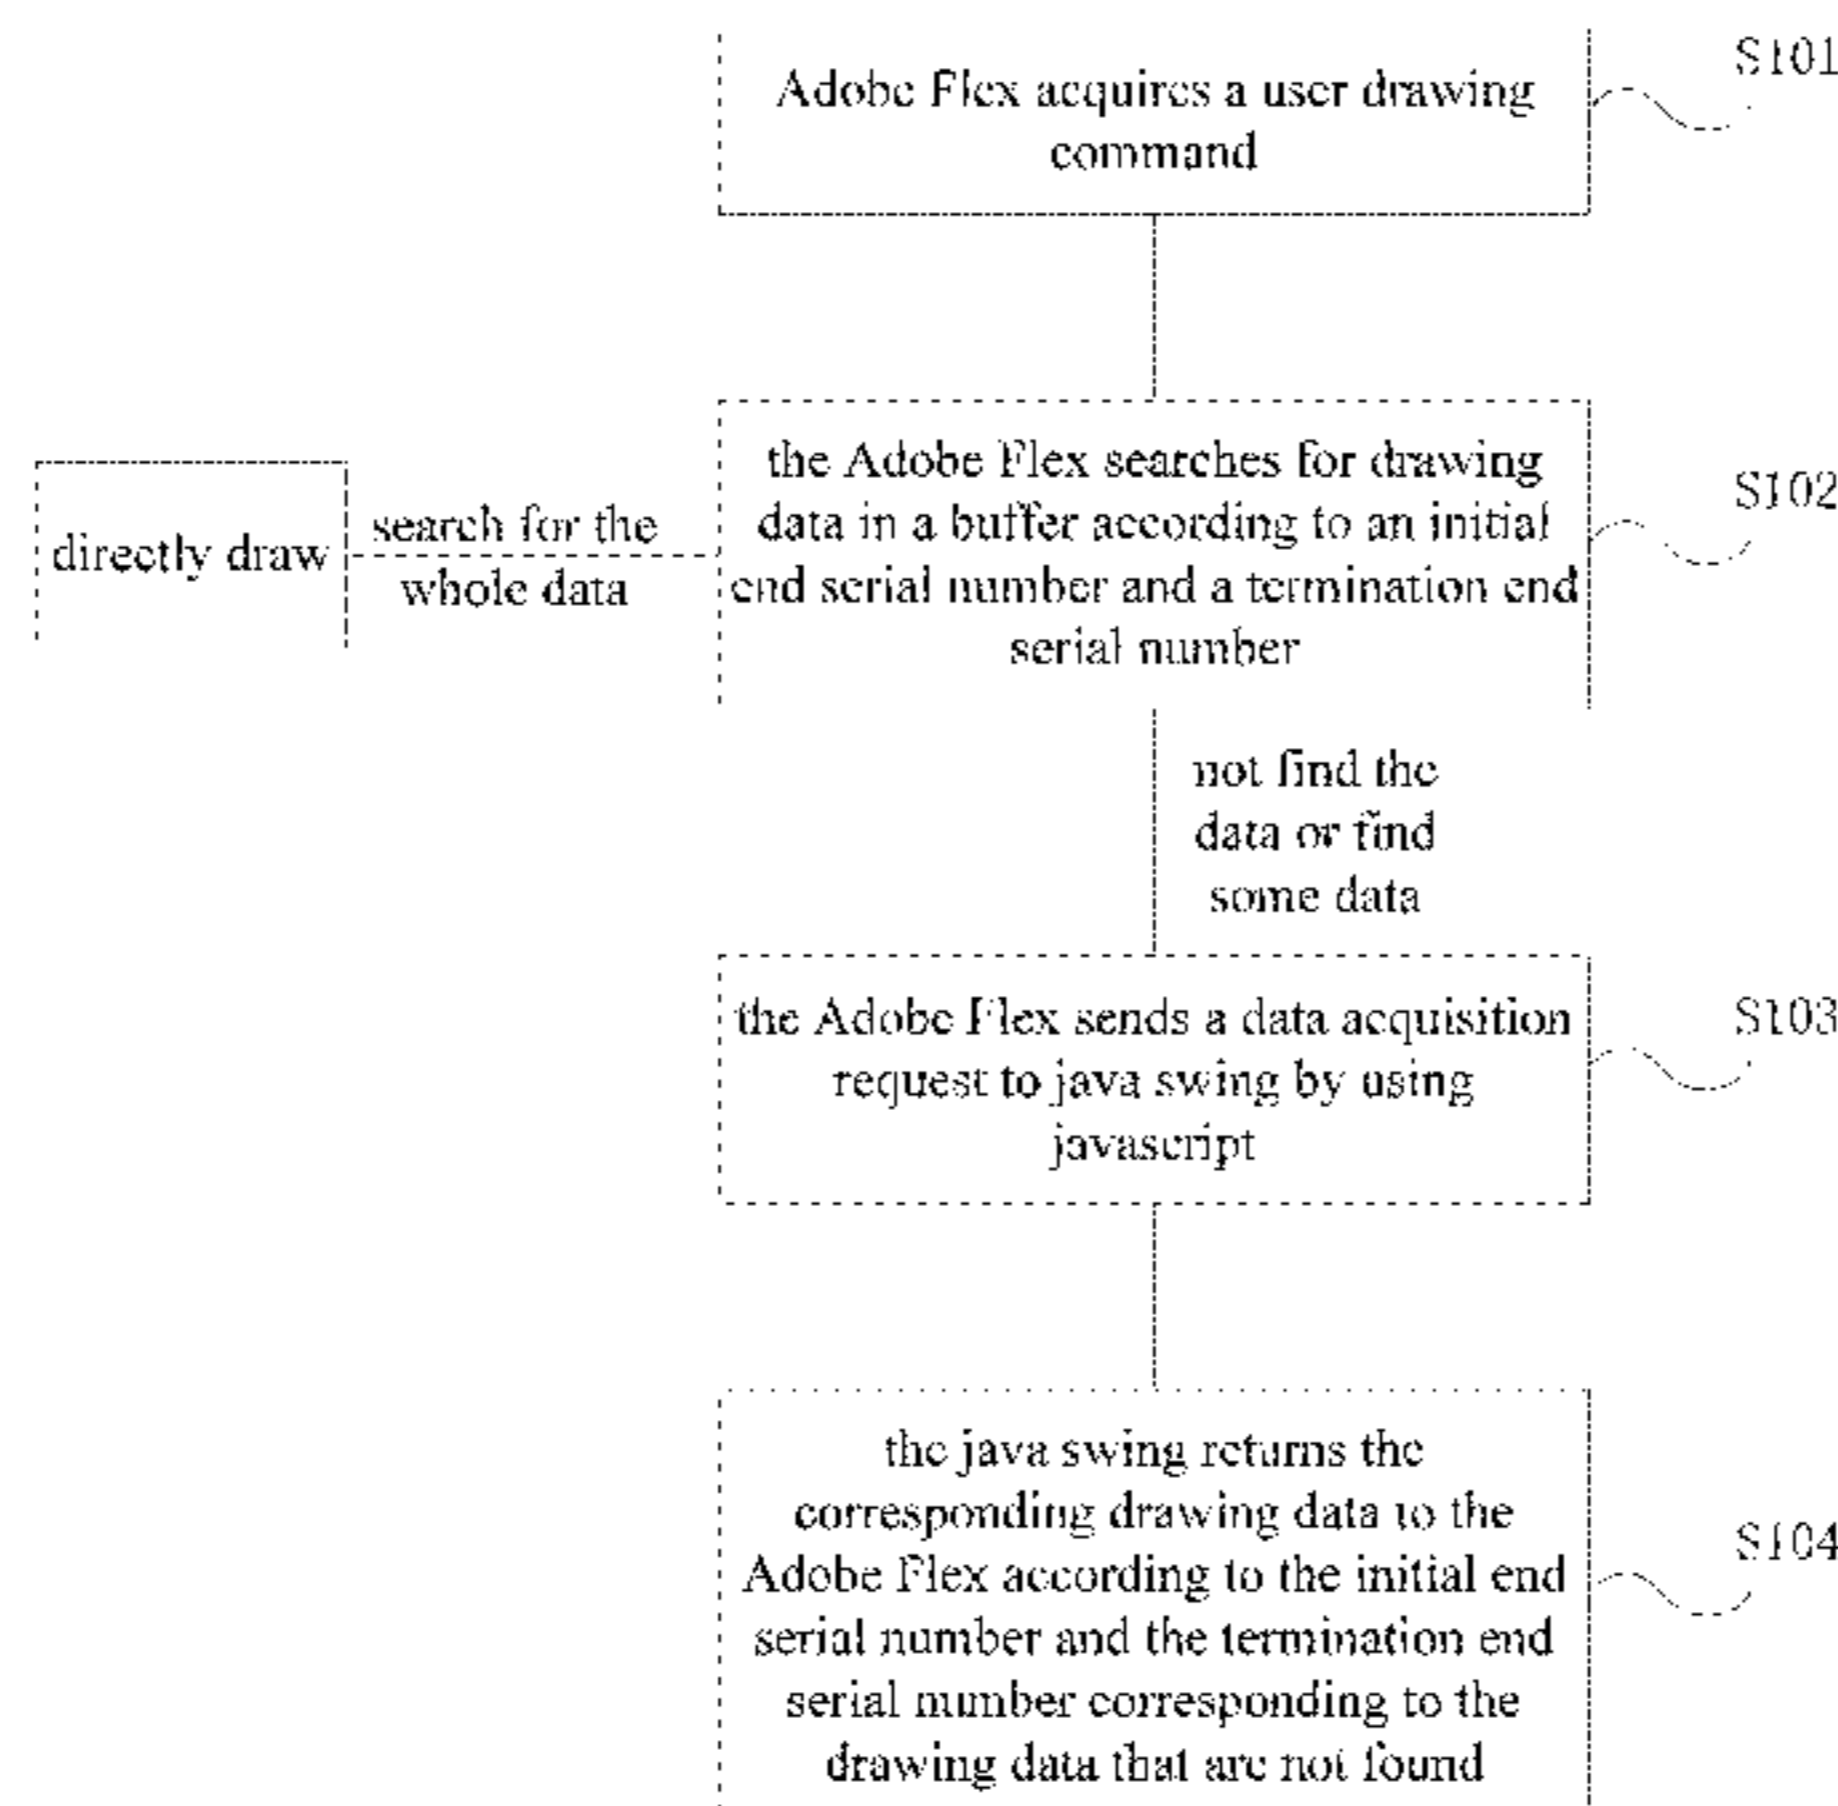 Adobe Flex acquires a user drawing
command
S101
the Adobe Flex searches for drawing
data in a buffer according to an initial
end serial number and a termination end
serial number
S102
search for the
whole data
directly draw
not find the
data or find
some data
the Adobe Flex sends a data acquisition
request to java swing by using
javascript
S103
the java swing returns the
corresponding drawing data to the
Adobe Flex according to the initial end
serial number and the termination end
serial number corresponding to the
drawing data that are not found
S104